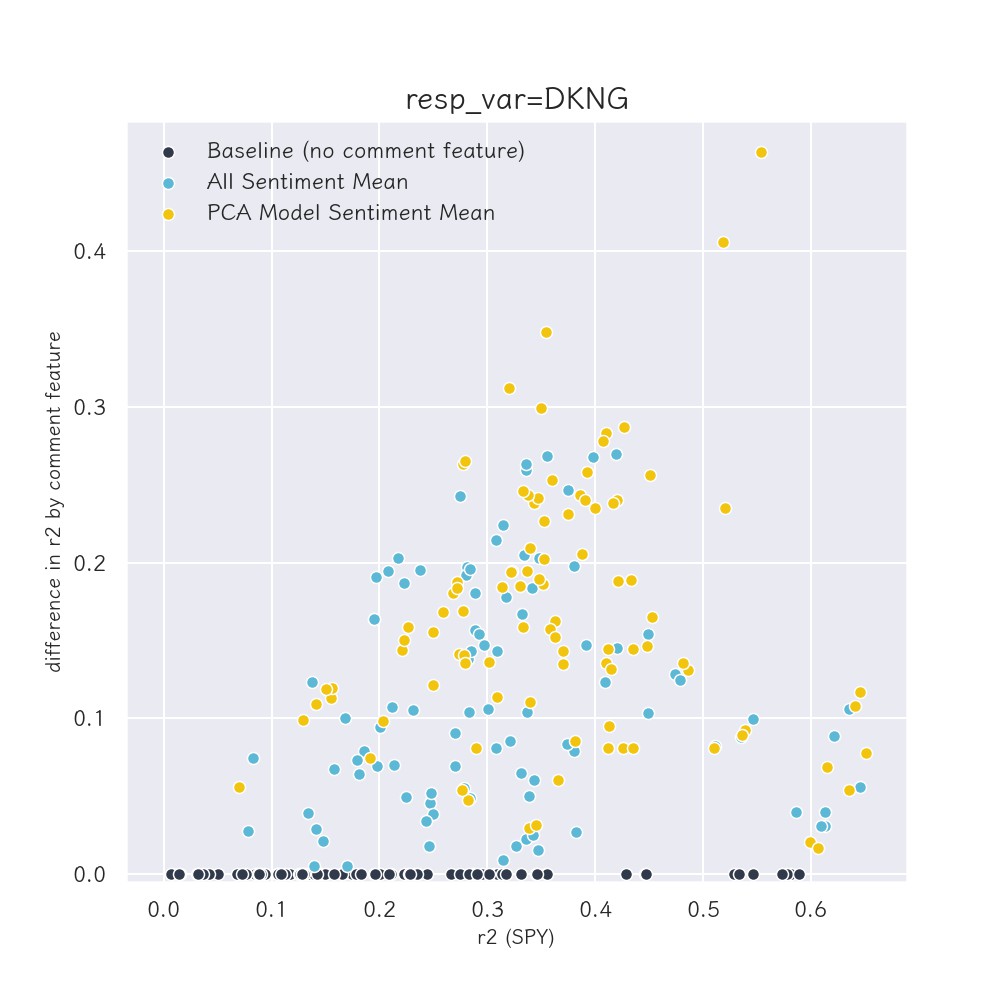 resp_var=DKNG
Baseline (no comment feature)
All Sentiment Mean
PCA Model Sentiment Mean
difference in r2 by comment feature
0.4
0.3
0.2
0.1
0.0
0.0 0.1 0.2 0.3 0.4 0.5 0.6
r2 (SPY)